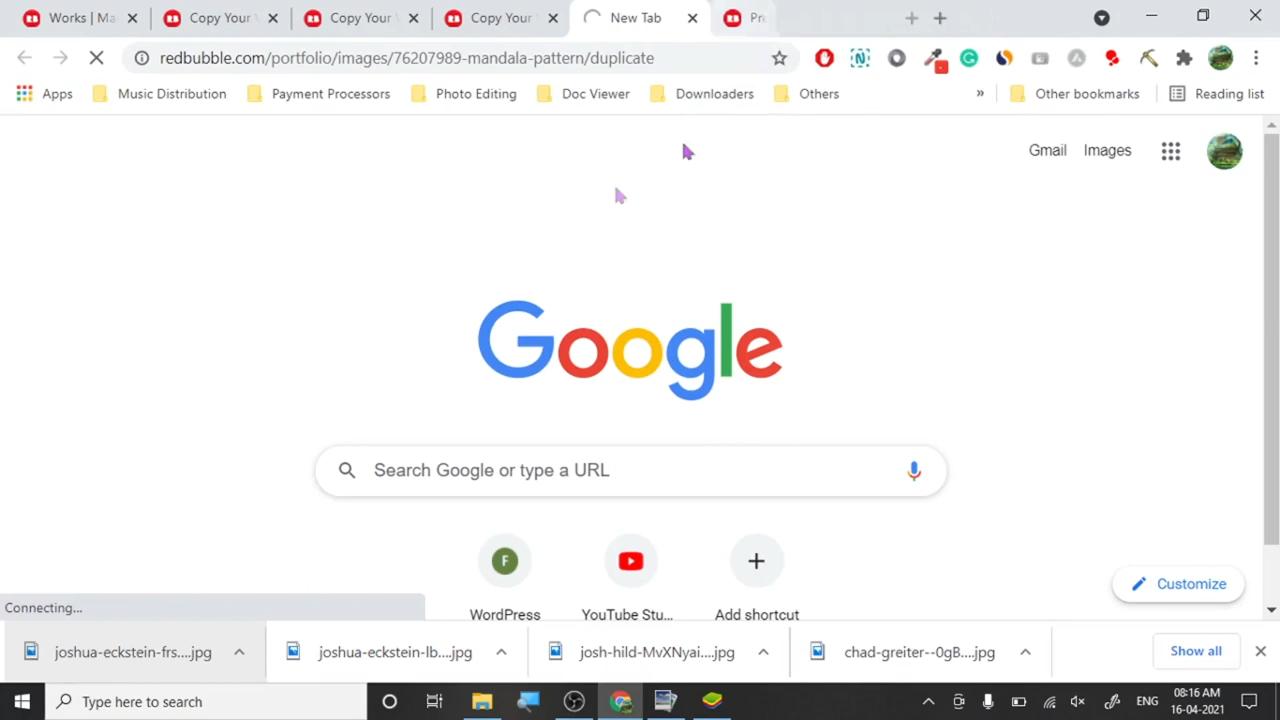 Works | Ma
Copy Your
Copy Your
Copy Your
New Tab
Pr
redbubble.com/portfolio/images/76207989-mandala-pattern/duplicate
Apps
Music Distribution
Payment Processors
Photo Editing
Doc Viewer
Downloaders
Others
»
Other bookmarks
Reading list
Gmail
Images
Google
Search Google or type a URL
F
WordPress
YouTube Stu...
Add shortcut
Customize
Connecting...
joshua-eckstein-frs....jpg
joshua-eckstein-lb....jpg
josh-hild-MvXNyai....jpg
chad-greiter--0gB....jpg
Show all
Type here to search
ENG
08:16 AM
16-04-2021